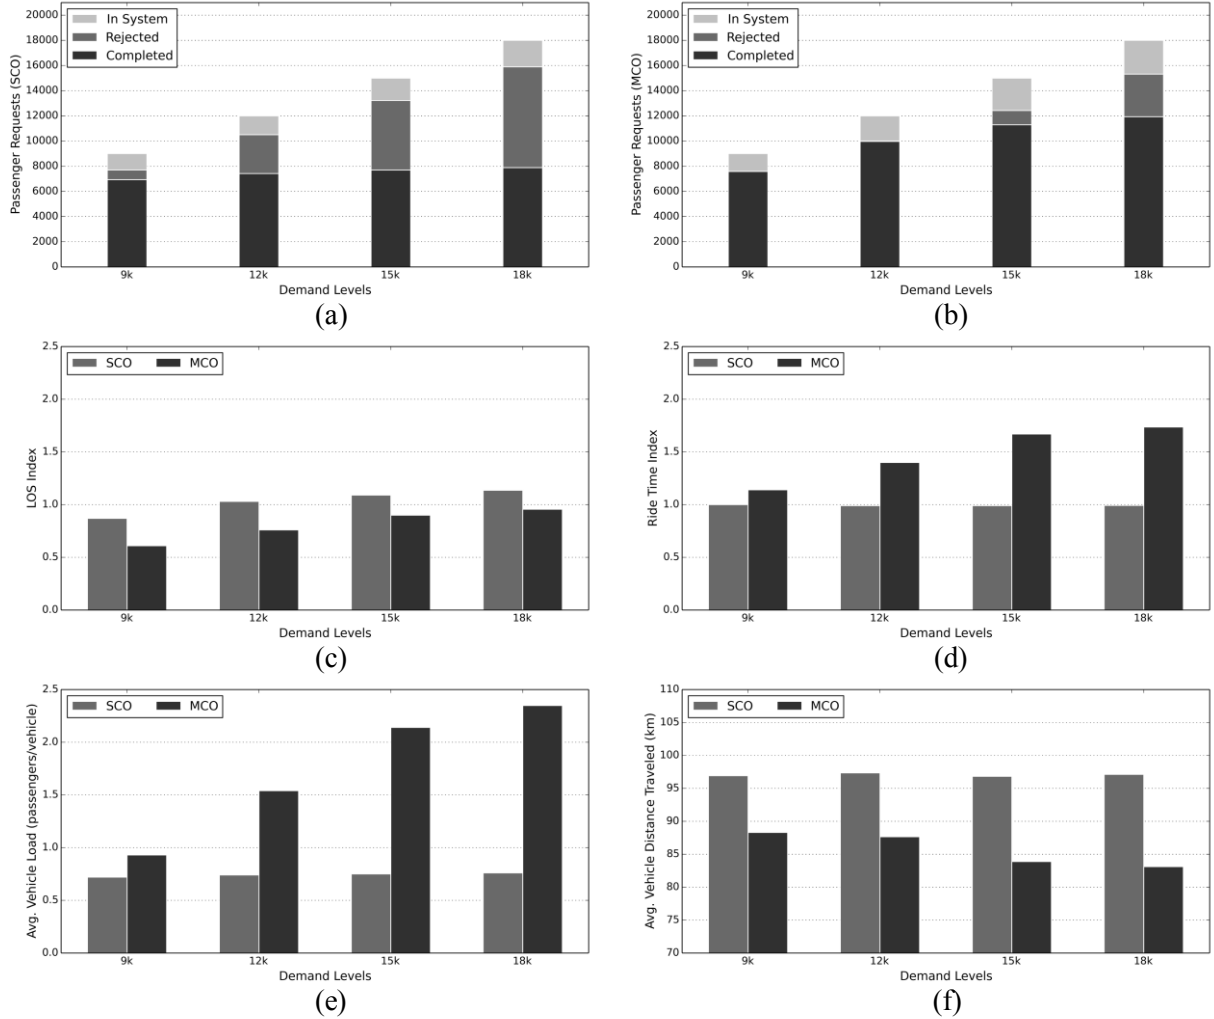 20000
18000
16000
14000
12000
10000
8000
6000
4000
2000
0
Passenger Requests (SCO)
In System
Rejected
Completed
9k 12k 15k 18k
Demand Levels
(a)
20000
18000
16000
14000
12000
10000
8000
6000
4000
2000
0
Passenger Requests (MCO)
In System
Rejected
Completed
9k 12k 15k 18k
Demand Levels
(b)
2.5
2.0
1.5
1.0
0.5
0.0
LOS Index
SCO MCO
9k 12k 15k 18k
Demand Levels
(c)
2.5
2.0
1.5
1.0
0.5
0.0
Ride Time Index
SCO MCO
9k 12k 15k 18k
Demand Levels
(d)
2.5
2.0
1.5
1.0
0.5
0.0
Avg. Vehicle Load (passengers/vehicle)
SCO MCO
9k 12k 15k 18k
Demand Levels
(e)
110
105
100
95
90
85
80
75
70
Avg. Vehicle Distance Traveled (km)
SCO MCO
9k 12k 15k 18k
Demand Levels
(f)